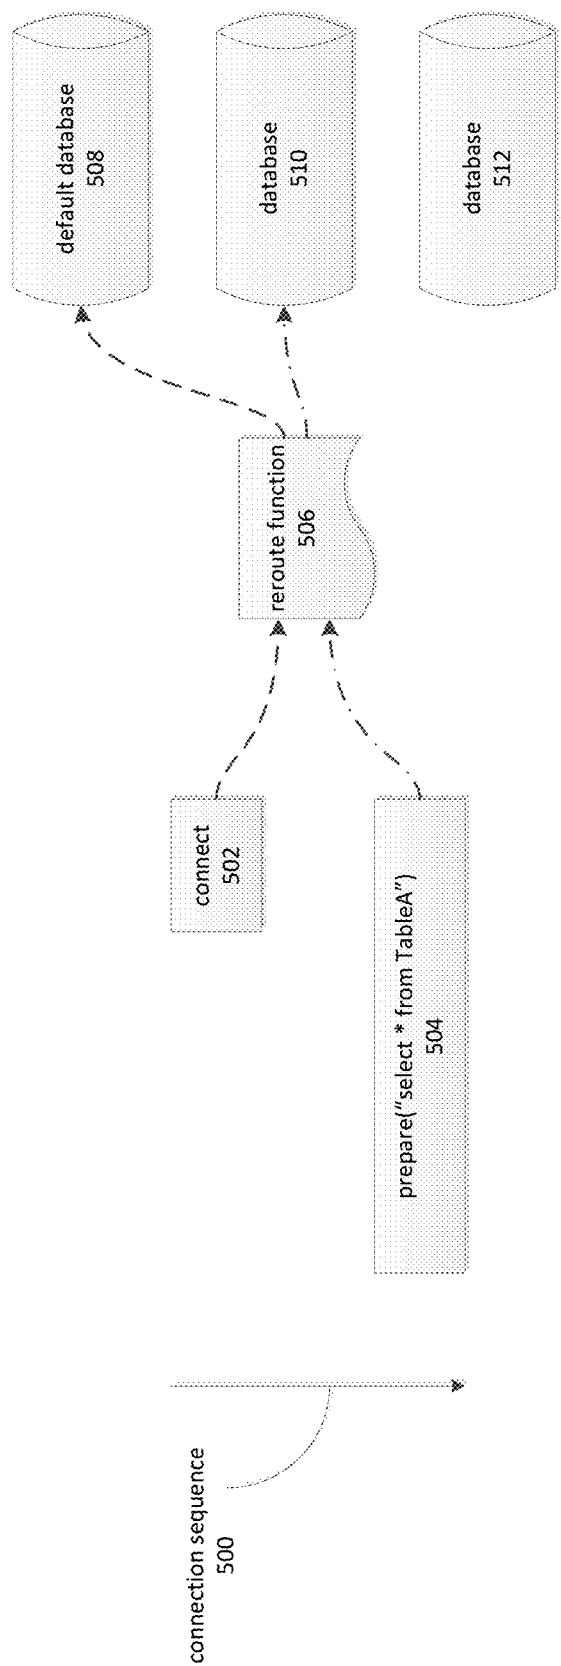 connection sequence
500
connect
502
prepare(“select * from TableA”)
504
reroute function
506
default database
508
database
510
database
512